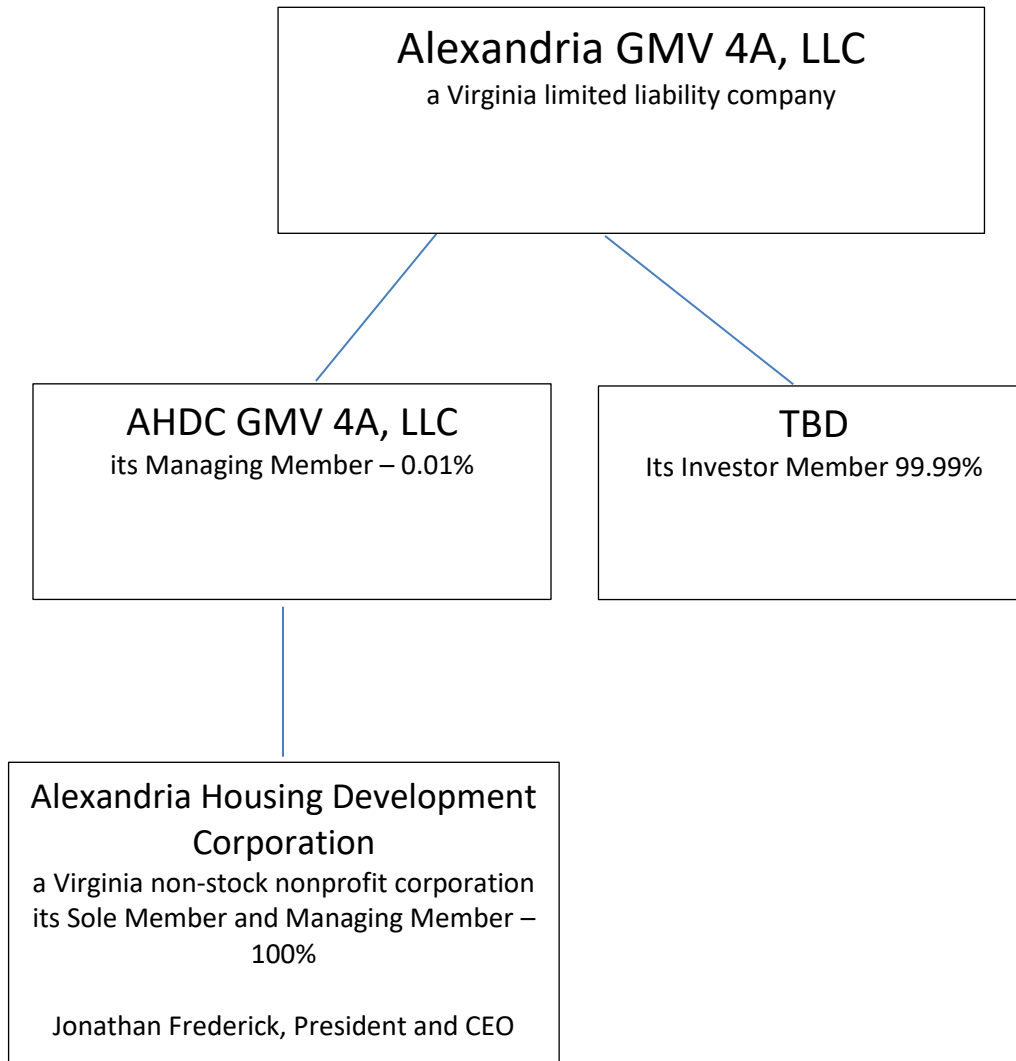 Alexandria GMV 4A, LLC
a Virginia limited liability company
AHDC GMV 4A, LLC
its Managing Member – 0.01%
TBD
Its Investor Member 99.99%
Alexandria Housing Development
Corporation
a Virginia non-stock nonprofit corporation
its Sole Member and Managing Member –
100%
Jonathan Frederick, President and CEO